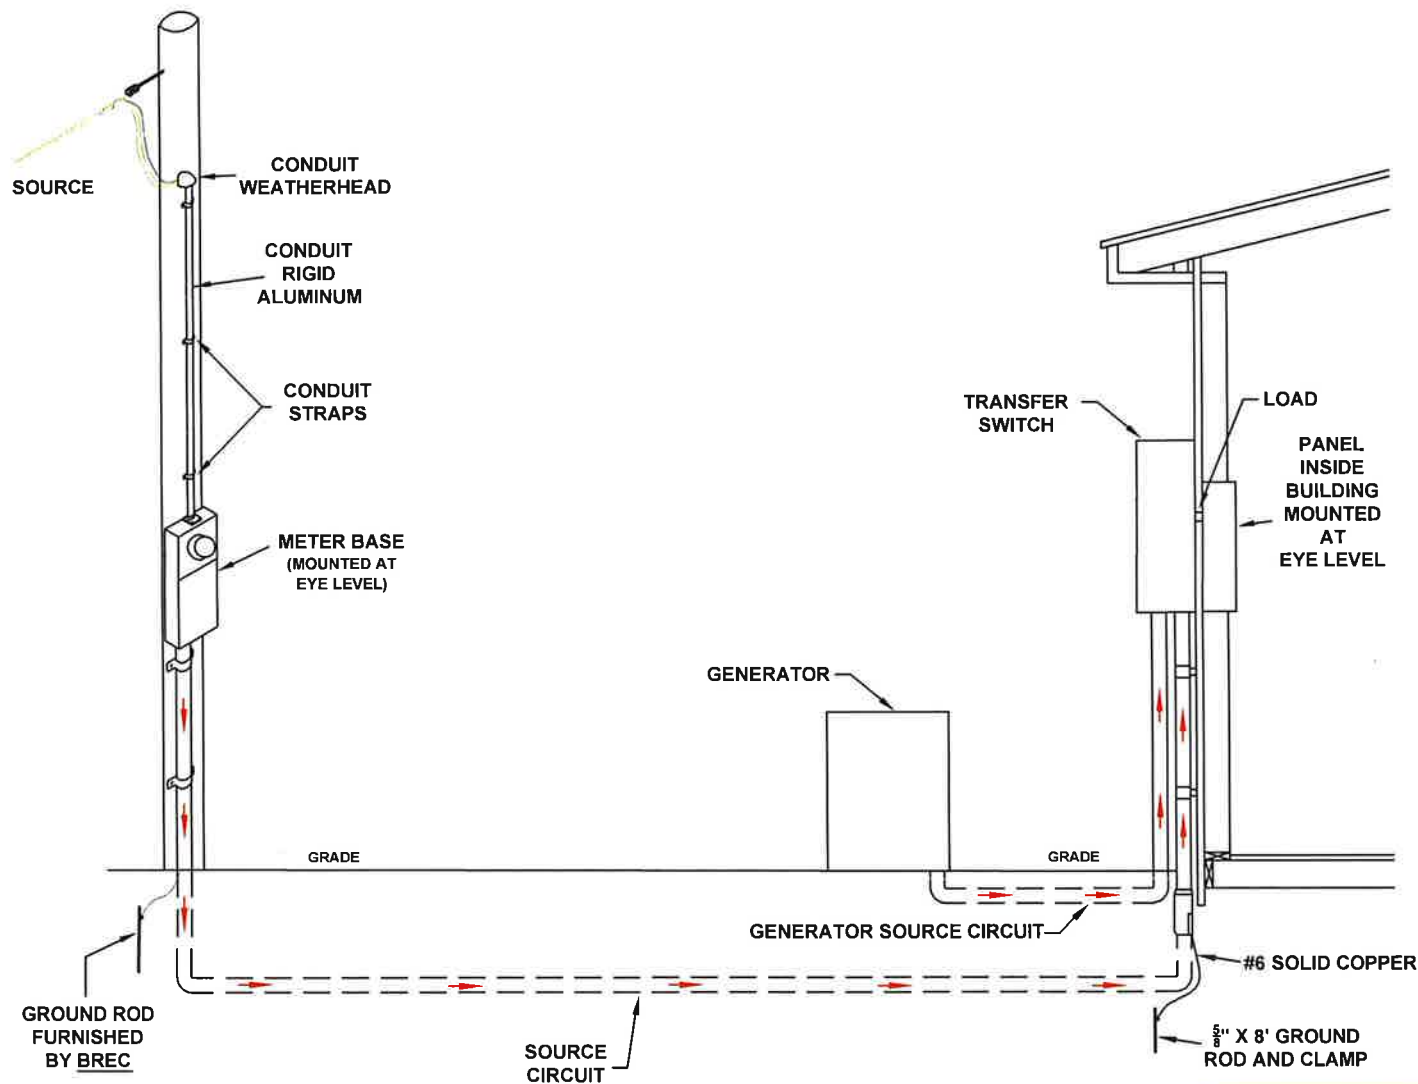 SOURCE
CONDUIT
WEATHERHEAD
CONDUIT
RIGID
ALUMINUM
CONDUIT
STRAPS
METER BASE
(MOUNTED AT
EYE LEVEL)
TRANSFER
SWITCH
LOAD
PANEL
INSIDE
BUILDING
MOUNTED
AT
EYE LEVEL
GENERATOR
GRADE
GRADE
GENERATOR SOURCE CIRCUIT
#6 SOLID COPPER
GROUND ROD
FURNISHED
BY BREC
SOURCE
CIRCUIT
5/8" X 8' GROUND
ROD AND CLAMP